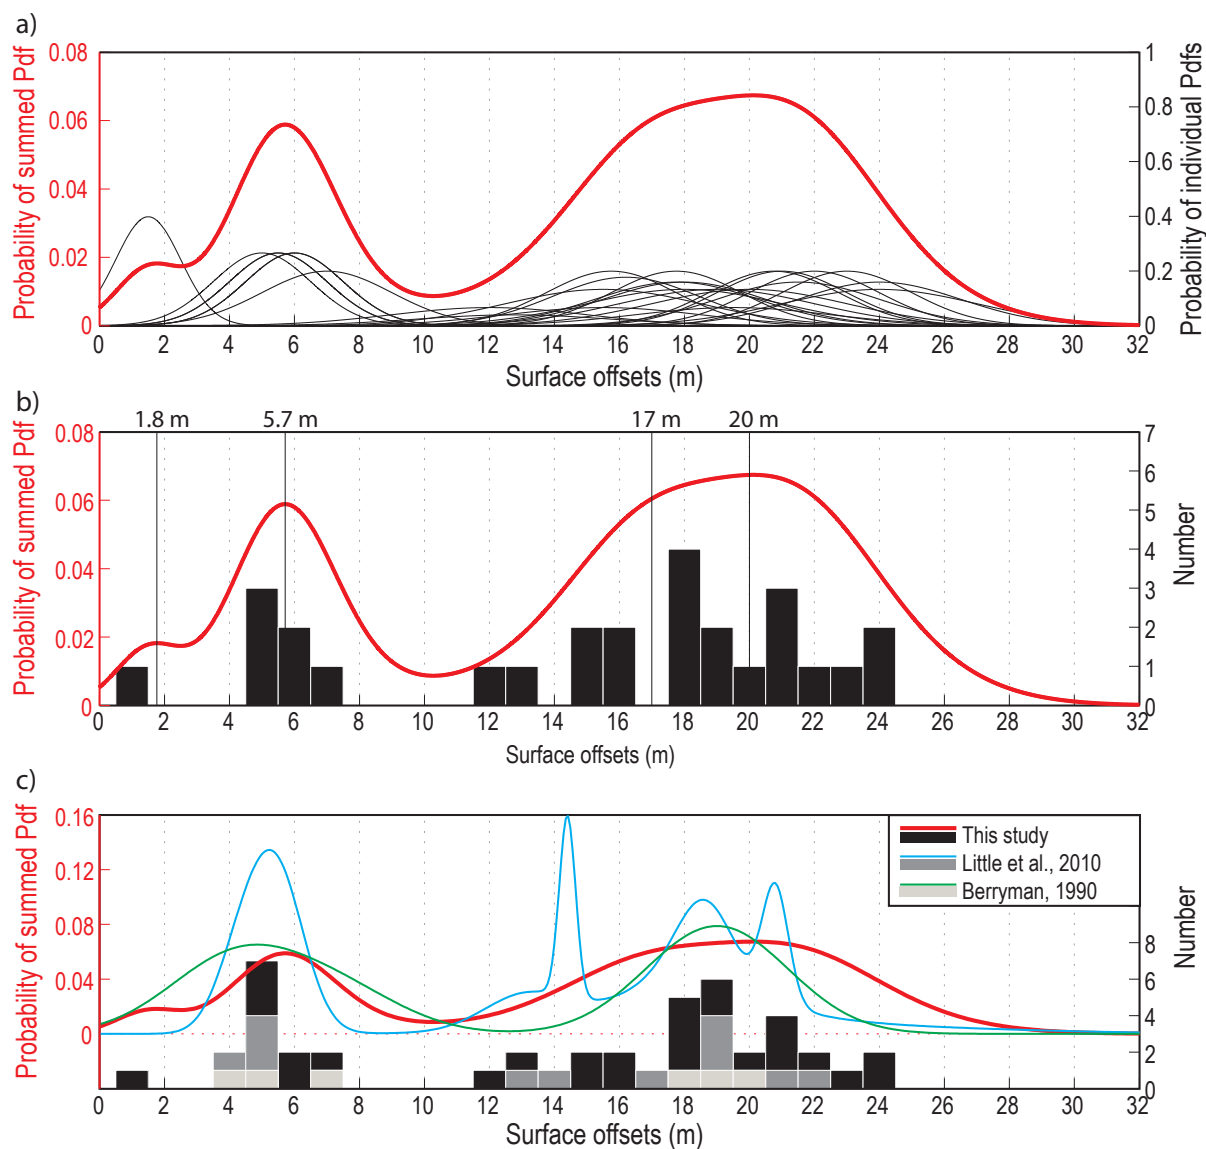 a)
Probability of summed Pdf
0.08
0.06
0.04
0.02
0
1
0.8
0.6
0.4
0.2
0
Probability of individual Pdfs
0 2 4 6 8 10 12 14 16 18 20 22 24 26 28 30 32
Surface offsets (m)
b)
1.8 m 5.7 m 17 m 20 m
Probability of summed Pdf
0.08
0.06
0.04
0.02
0
7
6
5
4
3
2
1
0
Number
0 2 4 6 8 10 12 14 16 18 20 22 24 26 28 30 32
Surface offsets (m)
c)
Probability of summed Pdf
0.16
0.12
0.08
0.04
0
This study
Little et al., 2010
Berryman, 1990
8
6
4
2
0
Number
0 2 4 6 8 10 12 14 16 18 20 22 24 26 28 30 32
Surface offsets (m)